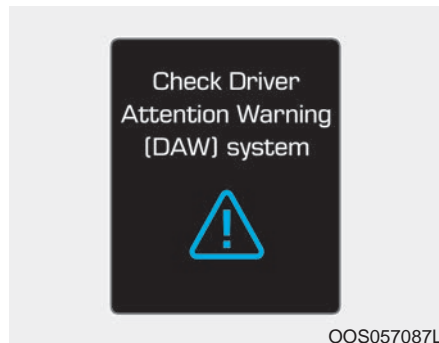 Check Driver
Attention Warning
(DAW) system
OOS057087L